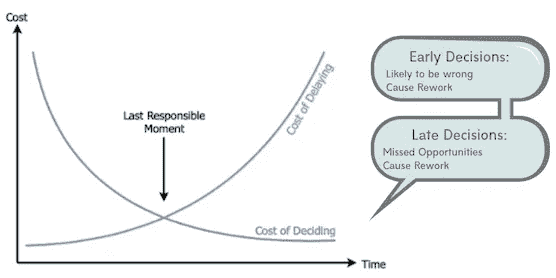 Cost
Last Responsible
Moment
Cost of Delaying
Cost of Deciding
Time
Early Decisions:
Likely to be wrong
Cause Rework
Late Decisions:
Missed Opportunities
Cause Rework